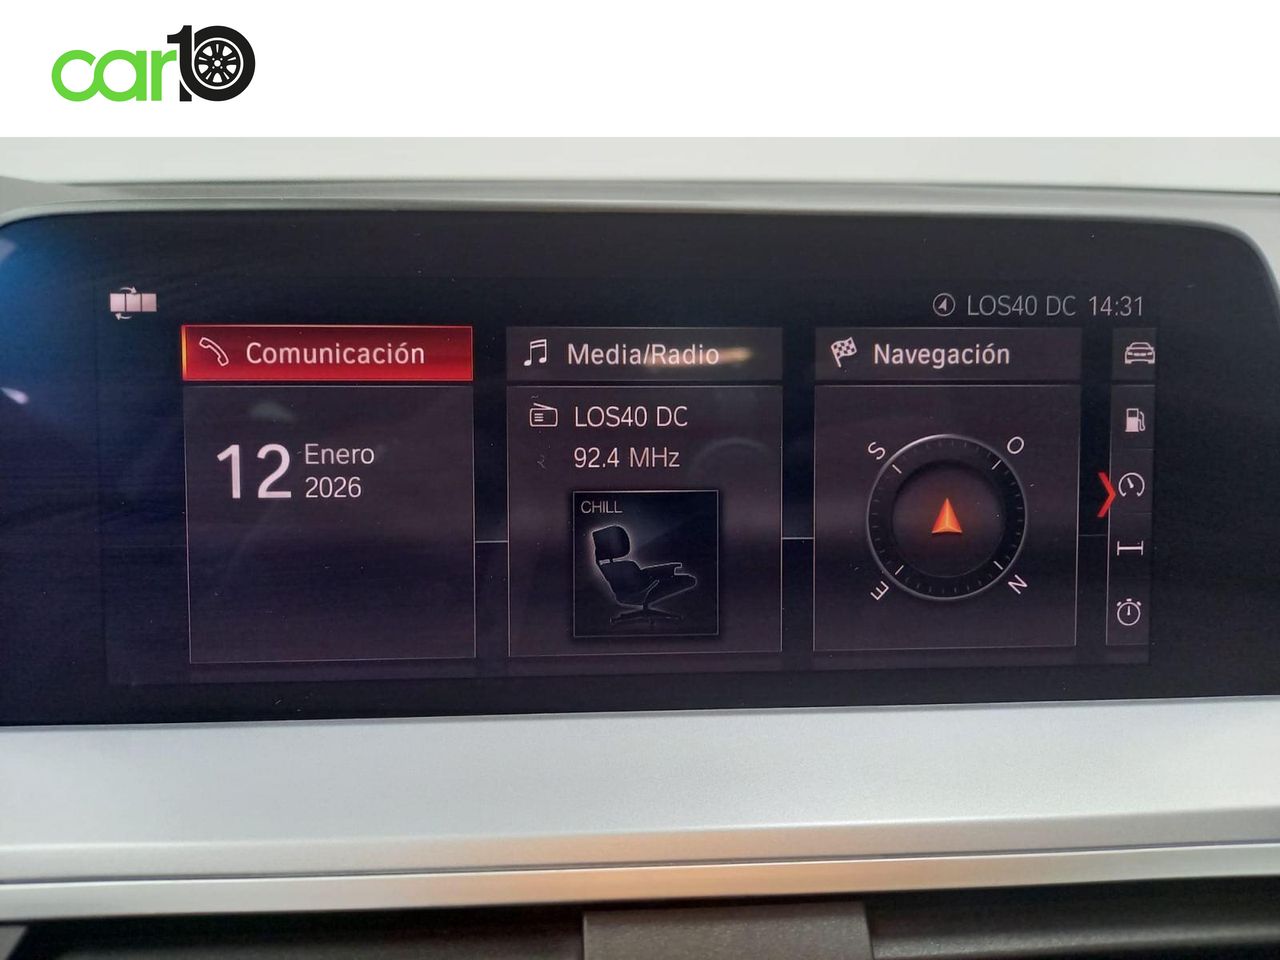 car10
LOS40 DC 14:31
Comunicación
Media/Radio
Navegación
12 Enero
2026
LOS40 DC
92.4 MHz
CHILL
S
O
E
N